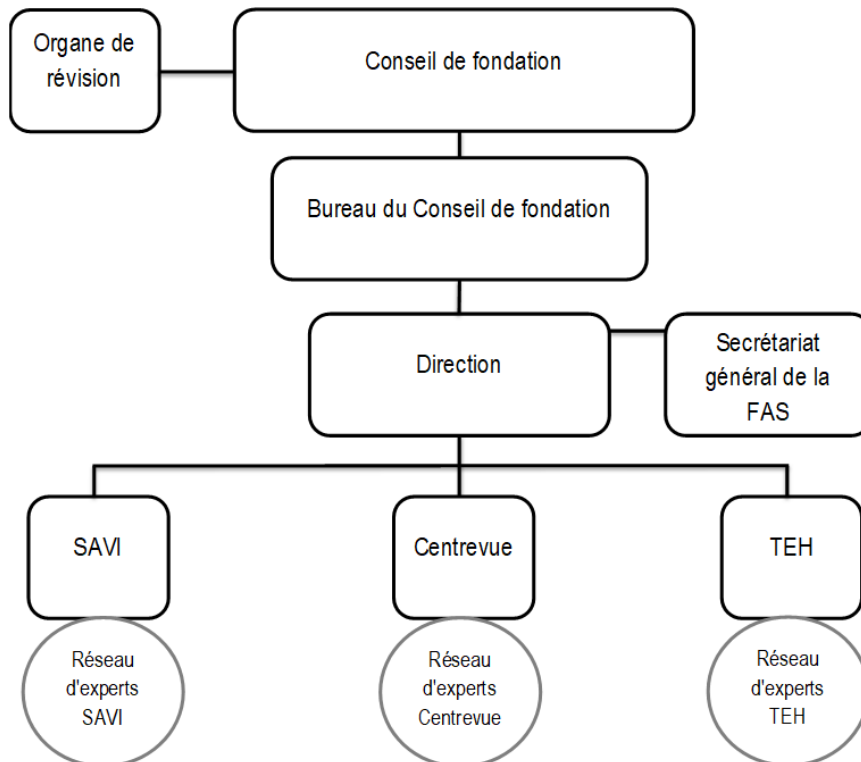 Organe de
révision
Conseil de fondation
Bureau du Conseil de fondation
Direction
Secrétariat
général de la
FAS
SAVI
Centrevue
TEH
Réseau
d'experts
SAVI
Réseau
d'experts
Centrevue
Réseau
d'experts
TEH